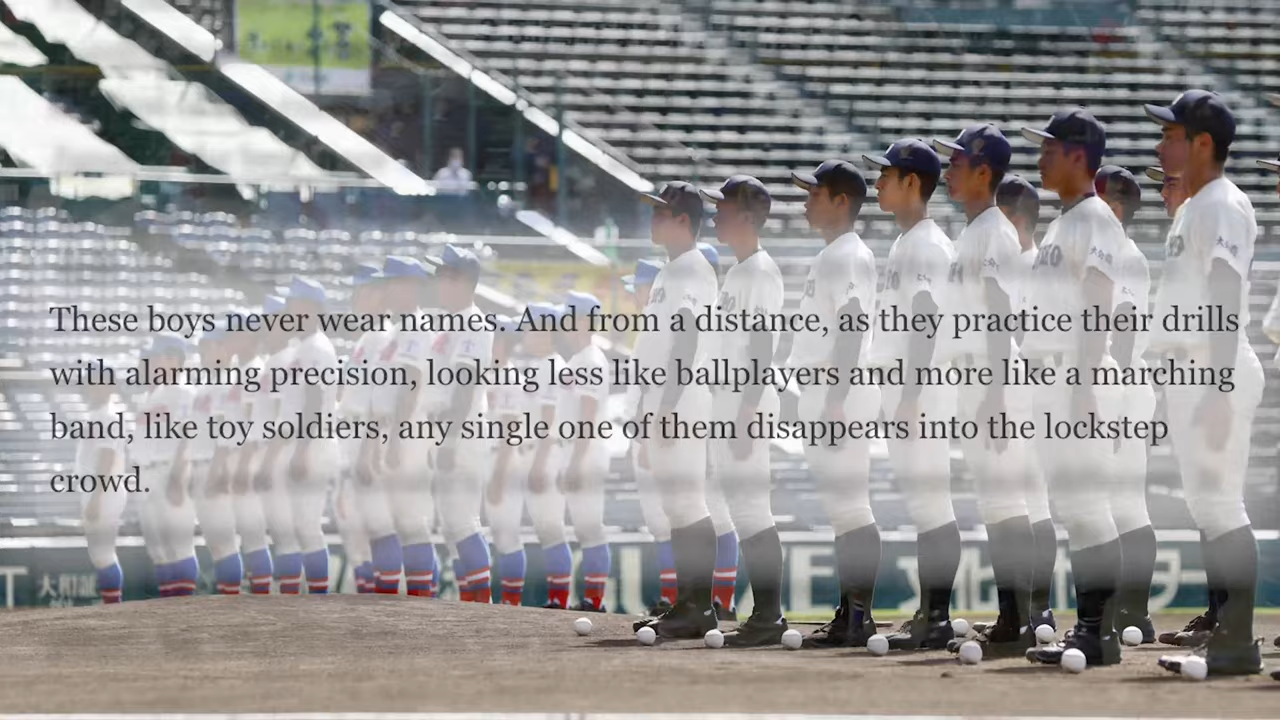 These boys never wear names. And from a distance, as they practice their drills
with alarming precision, looking less like ballplayers and more like a marching
band, like toy soldiers, any single one of them disappears into the lockstep
crowd.